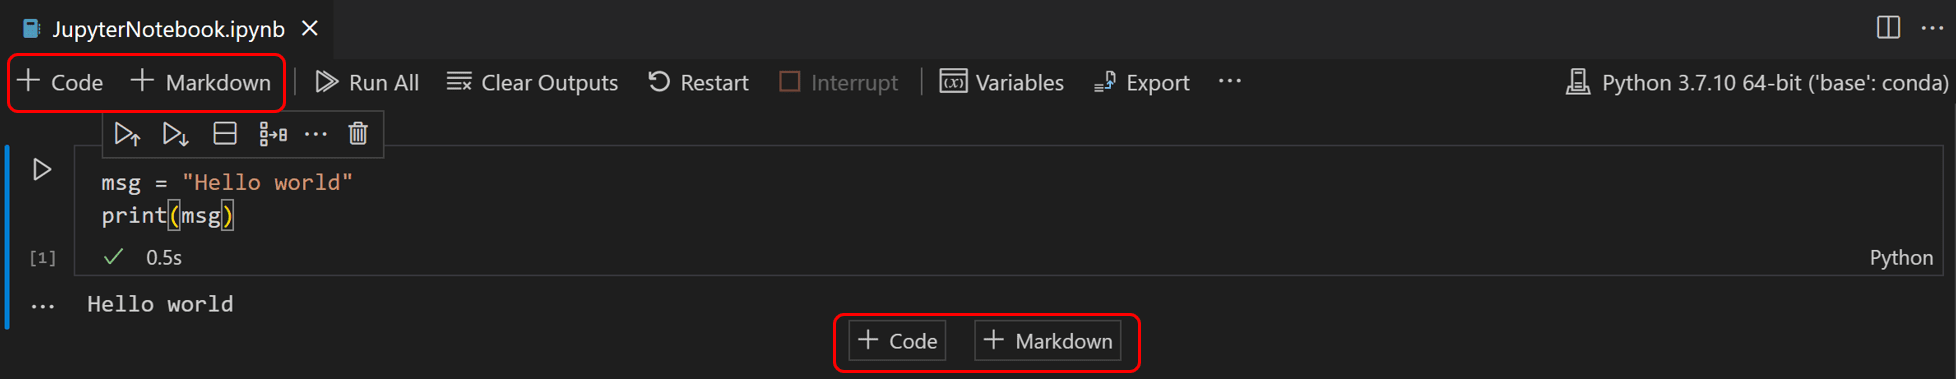 JupyterNotebook.ipynb
Code Markdown Run All Clear Outputs Restart Interrupt Variables Export Python 3.7.10 64-bit ('base': conda)
msg = "Hello world"
print(msg)
[1] 0.5s Python
Hello world
Code Markdown